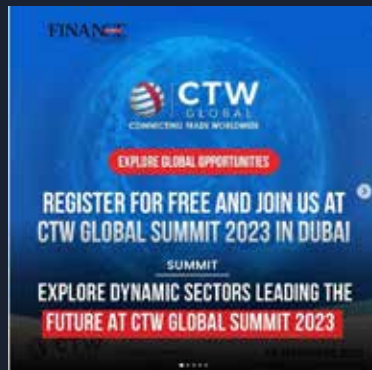 FINANCE
CTW
GLOBAL
CONNECTING TRADE WORLDWIDE
EXPLORE GLOBAL OPPORTUNITIES
REGISTER FOR FREE AND JOIN US AT
CTW GLOBAL SUMMIT 2023 IN DUBAI
SUMMIT
EXPLORE DYNAMIC SECTORS LEADING THE
FUTURE AT CTW GLOBAL SUMMIT 2023